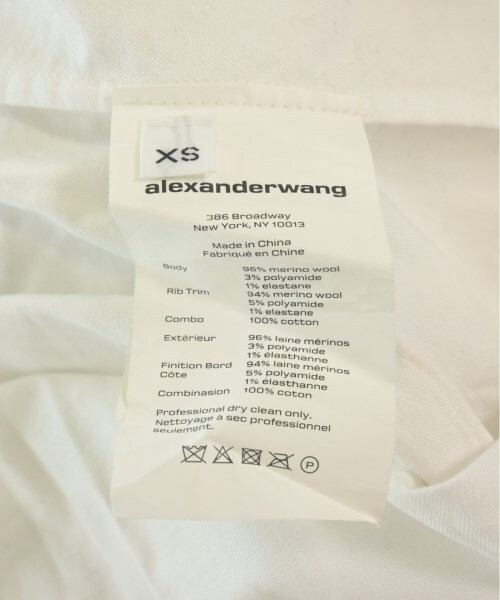 XS
alexanderwang
386 Broadway
New York, NY 10013
Made in China
Fabriqué en Chine
Body 96% merino wool
3% polyamide
1% elastane
Rib Trim 94% merino wool
5% polyamide
1% elastane
Combo 100% cotton
Extérieur 96% laine mérinos
3% polyamide
1% élasthanne
Finition Bord 94% laine mérinos
Côte 5% polyamide
1% élasthanne
Combinasion 100% coton
Professional dry clean only.
Nettoyage à sec professionnel
seulement.
P